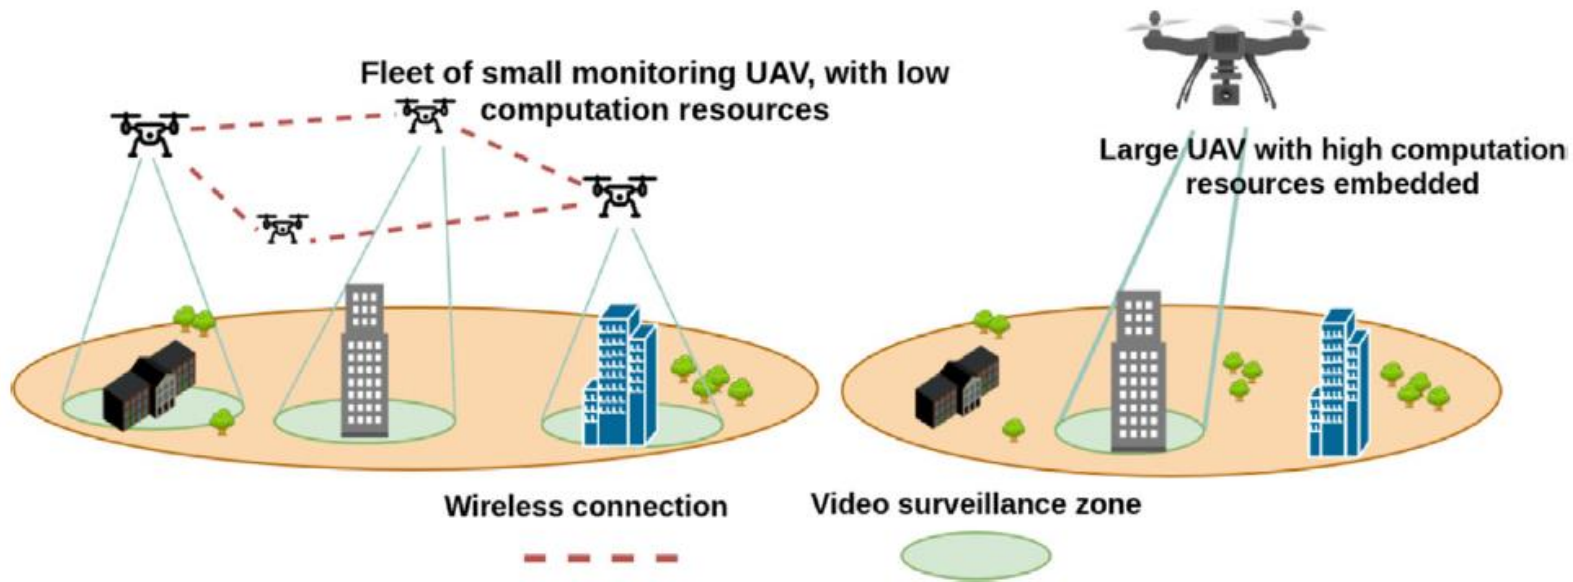 Fleet of small monitoring UAV, with low
computation resources
Large UAV with high computation
resources embedded
Wireless connection
Video surveillance zone